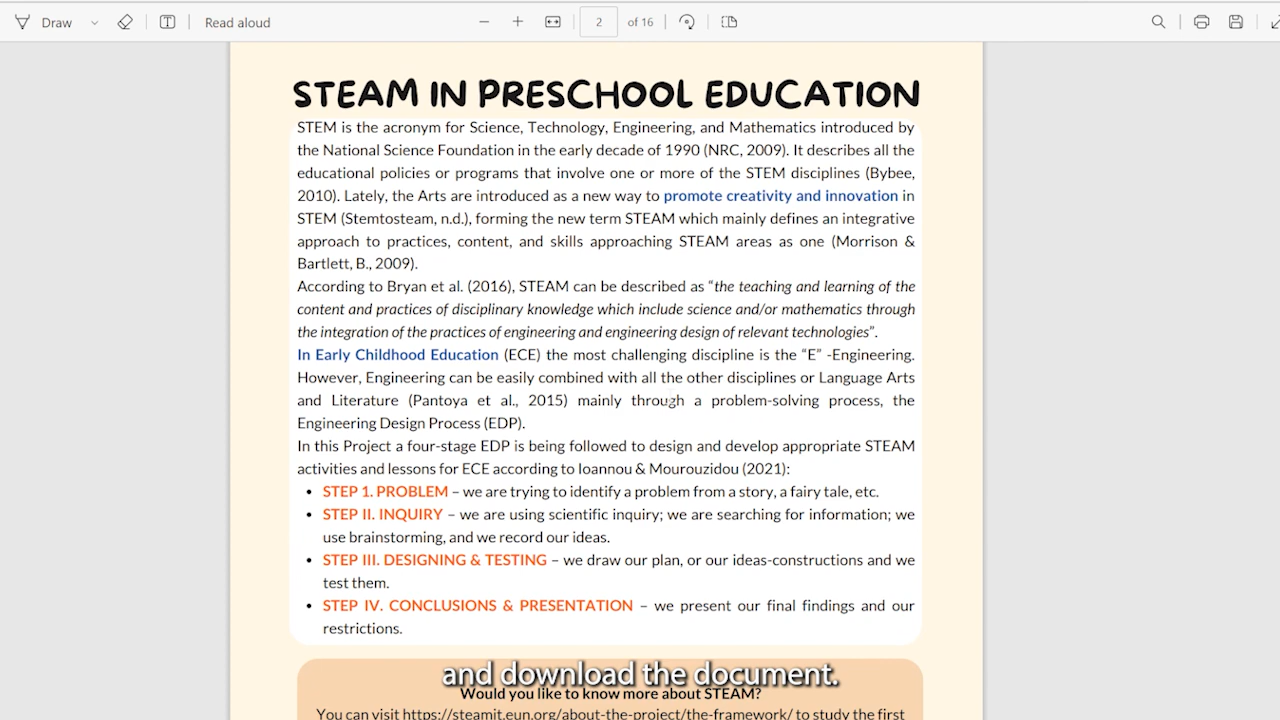 Draw
Read aloud
2 of 16
STEAM IN PRESCHOOL EDUCATION
STEM is the acronym for Science, Technology, Engineering, and Mathematics introduced by
the National Science Foundation in the early decade of 1990 (NRC, 2009). It describes all the
educational policies or programs that involve one or more of the STEM disciplines (Bybee,
2010). Lately, the Arts are introduced as a new way to promote creativity and innovation in
STEM (Stemtosteam, n.d.), forming the new term STEAM which mainly defines an integrative
approach to practices, content, and skills approaching STEAM areas as one (Morrison &
Bartlett, B., 2009).
According to Bryan et al. (2016), STEAM can be described as “the teaching and learning of the
content and practices of disciplinary knowledge which include science and/or mathematics through
the integration of the practices of engineering and engineering design of relevant technologies”.
In Early Childhood Education (ECE) the most challenging discipline is the “E” -Engineering.
However, Engineering can be easily combined with all the other disciplines or Language Arts
and Literature (Pantoya et al., 2015) mainly through a problem-solving process, the
Engineering Design Process (EDP).
In this Project a four-stage EDP is being followed to design and develop appropriate STEAM
activities and lessons for ECE according to Ioannou & Mourouzidou (2021):
• STEP 1. PROBLEM – we are trying to identify a problem from a story, a fairy tale, etc.
• STEP II. INQUIRY – we are using scientific inquiry; we are searching for information; we
use brainstorming, and we record our ideas.
• STEP III. DESIGNING & TESTING – we draw our plan, or our ideas-constructions and we
test them.
• STEP IV. CONCLUSIONS & PRESENTATION – we present our final findings and our
restrictions.
and download the document.
Would you like to know more about STEAM?
You can visit https://steamit.eun.org/about-the-project/the-framework/ to study the first